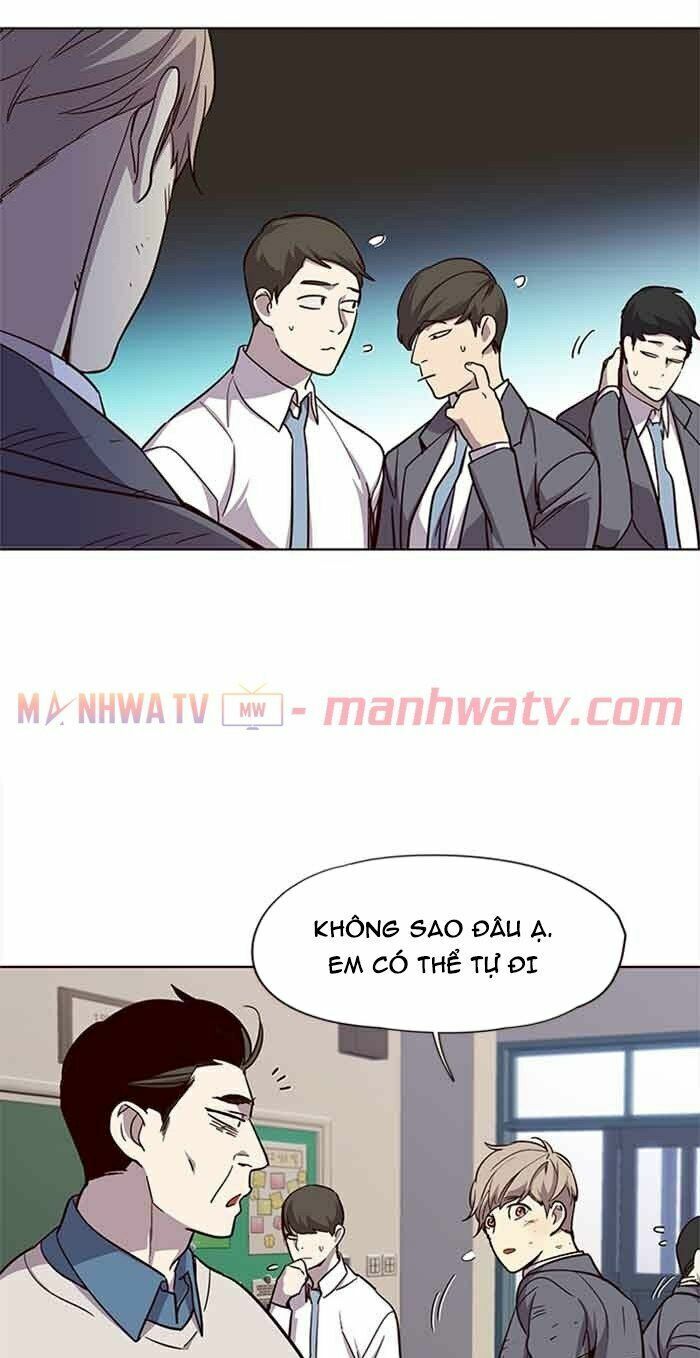 MANHWA TV MW - manhwatv.com
KHÔNG SAO ĐÂU Ạ.
EM CÓ THỂ TỰ ĐI